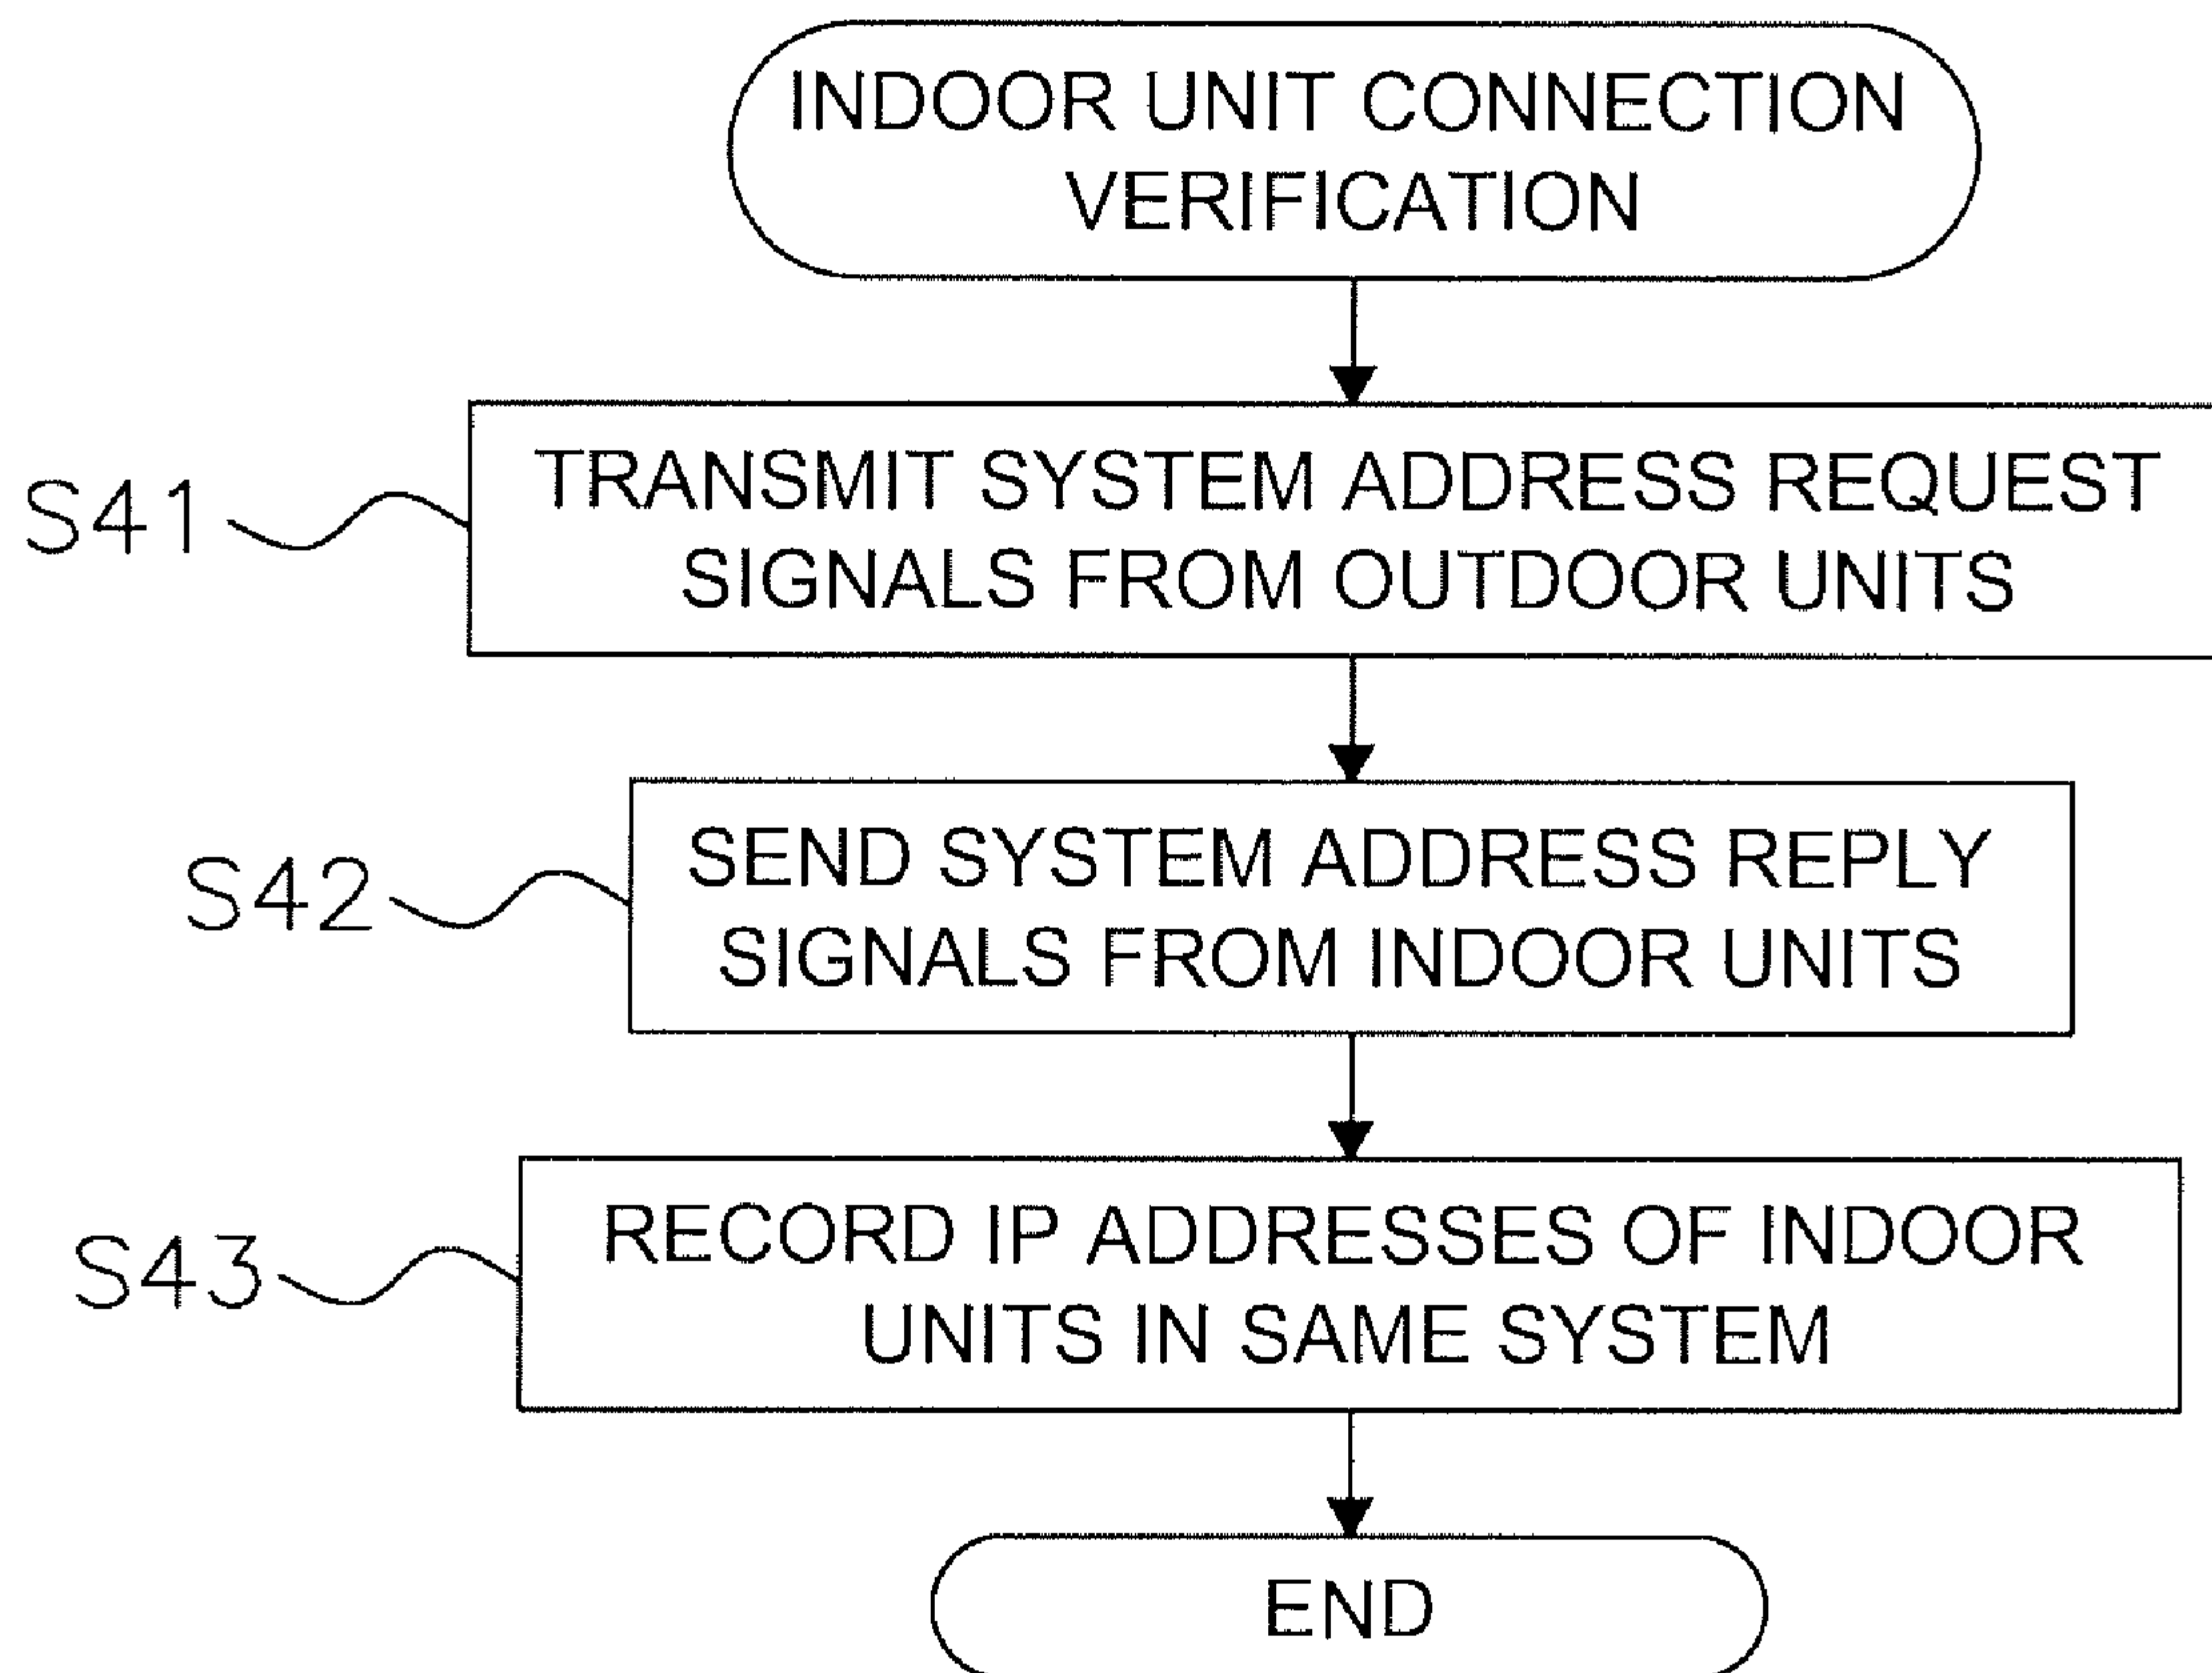 INDOOR UNIT CONNECTION
VERIFICATION
S41
TRANSMIT SYSTEM ADDRESS REQUEST
SIGNALS FROM OUTDOOR UNITS
S42
SEND SYSTEM ADDRESS REPLY
SIGNALS FROM INDOOR UNITS
S43
RECORD IP ADDRESSES OF INDOOR
UNITS IN SAME SYSTEM
END